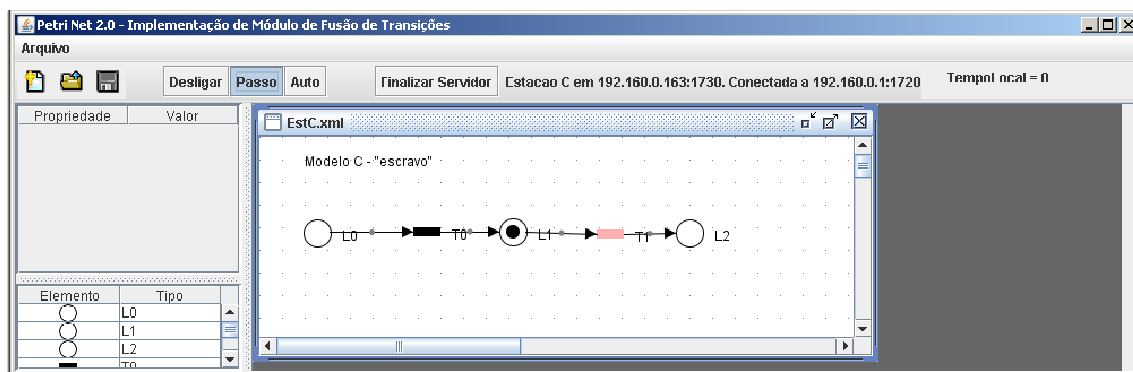 Petri Net 2.0 - Implementação de Módulo de Fusão de Transições
Arquivo
Desligar Passo Auto Finalizar Servidor Estacao C em 192.160.0.163:1730. Conectada a 192.160.0.1:1720 TempoLocal = 0
Propriedade Valor
EstC.xml
Modelo C - "escravo"
L0 T0 L1 T1 L2
Elemento Tipo
L0
L1
L2
T0